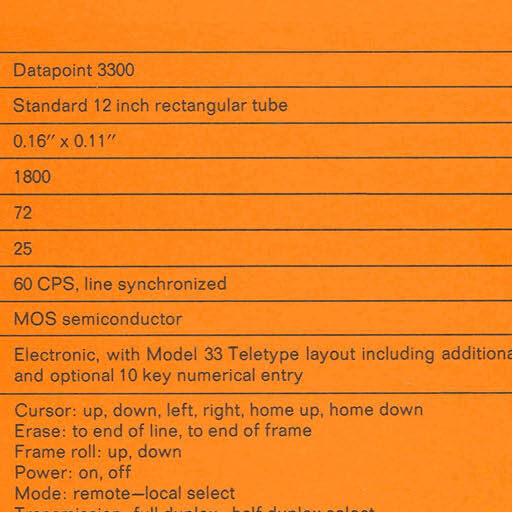 Datapoint 3300
Standard 12 inch rectangular tube
0.16″ x 0.11″
1800
72
25
60 CPS, line synchronized
MOS semiconductor
Electronic, with Model 33 Teletype layout including
and optional 10 key numerical entry
Cursor: up, down, left, right, home up, home down
Erase: to end of line, to end of frame
Frame roll: up, down
Power: on, off
Mode: remote—local select